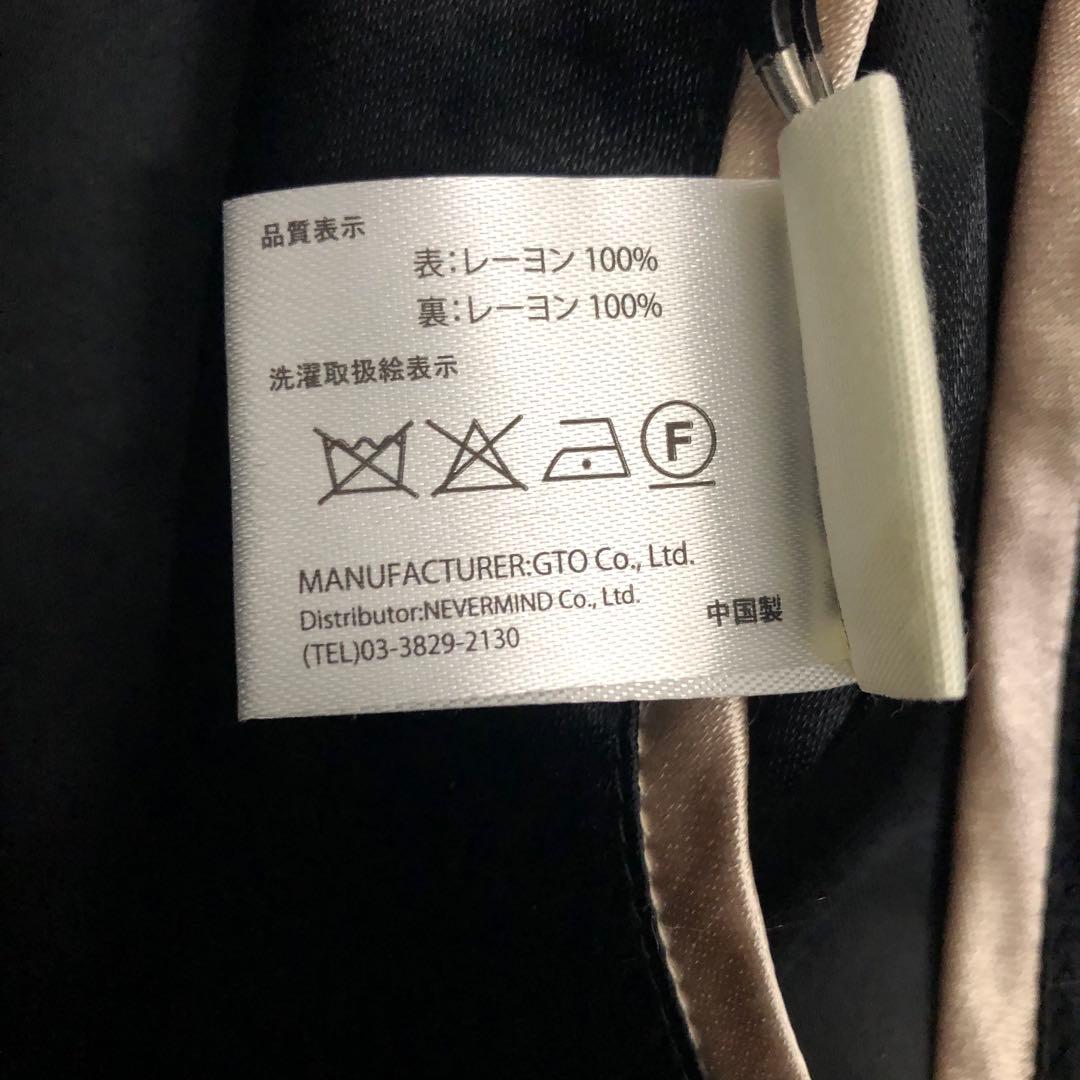 品質表示
表:レーヨン 100%
裏:レーヨン 100%
洗濯取扱絵表示
F
MANUFACTURER:GTO Co., Ltd.
Distributor:NEVERMIND Co., Ltd.
(TEL)03-3829-2130
中国製